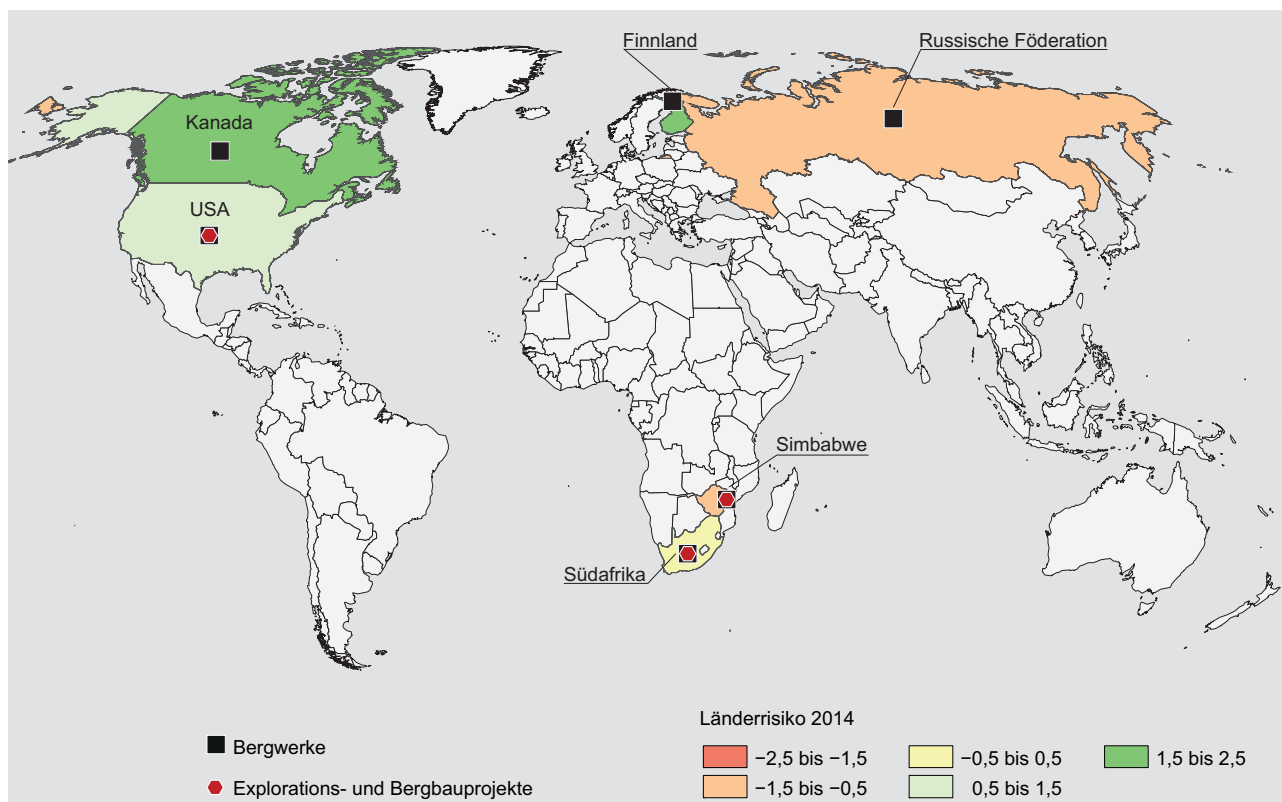 Finnland
Russische Föderation
Kanada
USA
Simbabwe
Südafrika
Länderrisiko 2014
Bergwerke
Explorations- und Bergbauprojekte
−2,5 bis −1,5
−1,5 bis −0,5
−0,5 bis 0,5
0,5 bis 1,5
1,5 bis 2,5